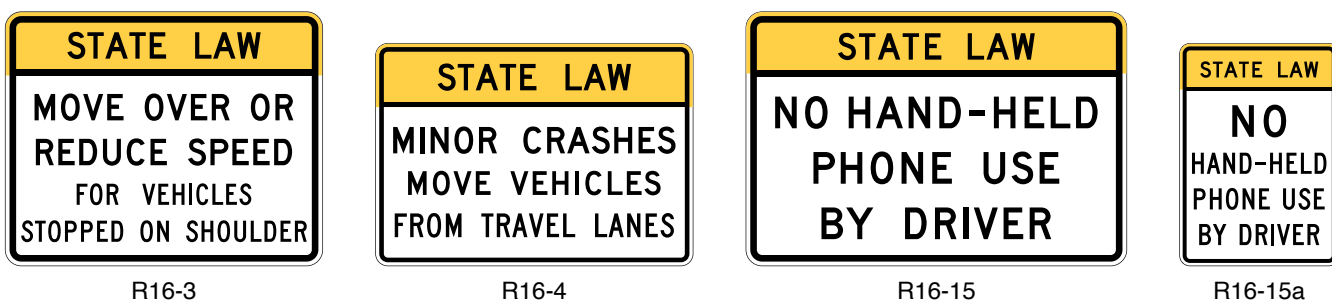 STATE LAW
MOVE OVER OR
REDUCE SPEED
FOR VEHICLES
STOPPED ON SHOULDER
R16-3
STATE LAW
MINOR CRASHES
MOVE VEHICLES
FROM TRAVEL LANES
R16-4
STATE LAW
NO HAND-HELD
PHONE USE
BY DRIVER
R16-15
STATE LAW
NO
HAND-HELD
PHONE USE
BY DRIVER
R16-15a